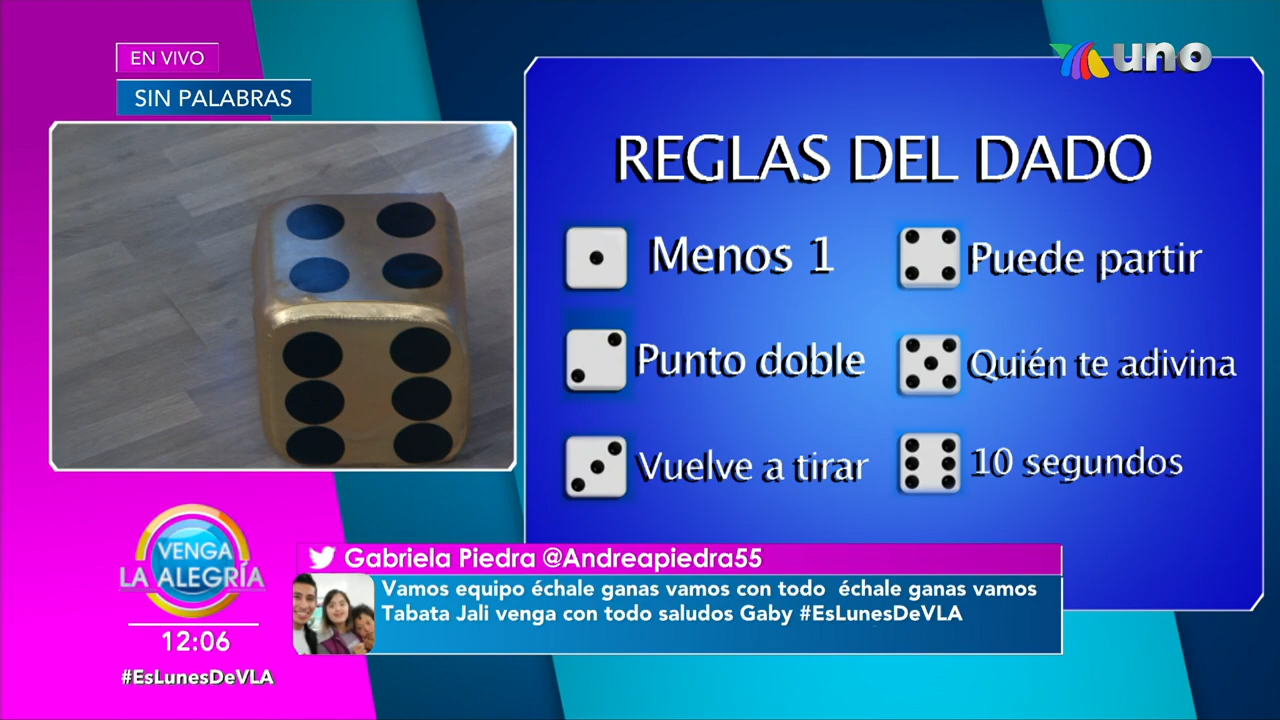 EN VIVO
SIN PALABRAS
uno
REGLAS DEL DADO
Menos 1
Puede partir
Punto doble
Quién te adivina
Vuelve a tirar
10 segundos
VENGA
LA ALEGRÍA
12:06
#EsLunesDeVLA
Gabriela Piedra @Andreapiedra55
Vamos equipo échale ganas vamos con todo échale ganas vamos
Tabata Jali venga con todo saludos Gaby #EsLunesDeVLA